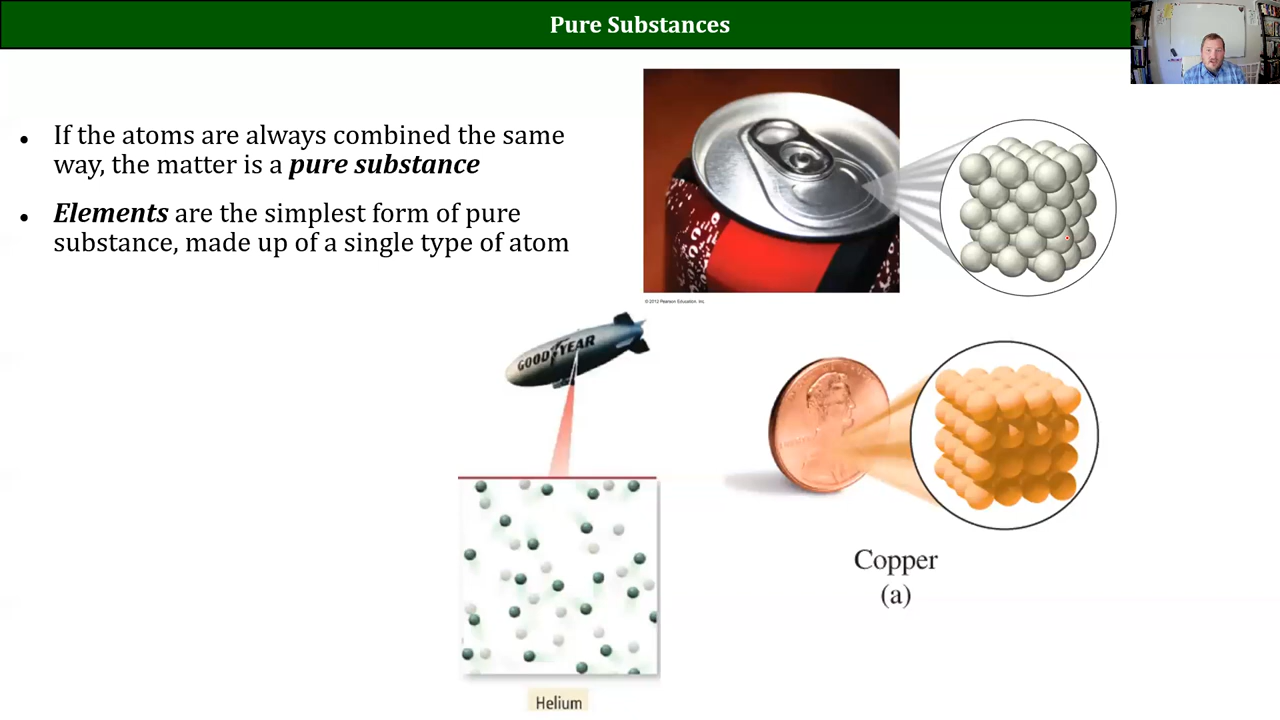 Pure Substances
If the atoms are always combined the same
way, the matter is a pure substance
Elements are the simplest form of pure
substance, made up of a single type of atom
© 2012 Pearson Education, Inc.
GOODYEAR
Copper
(a)
Helium